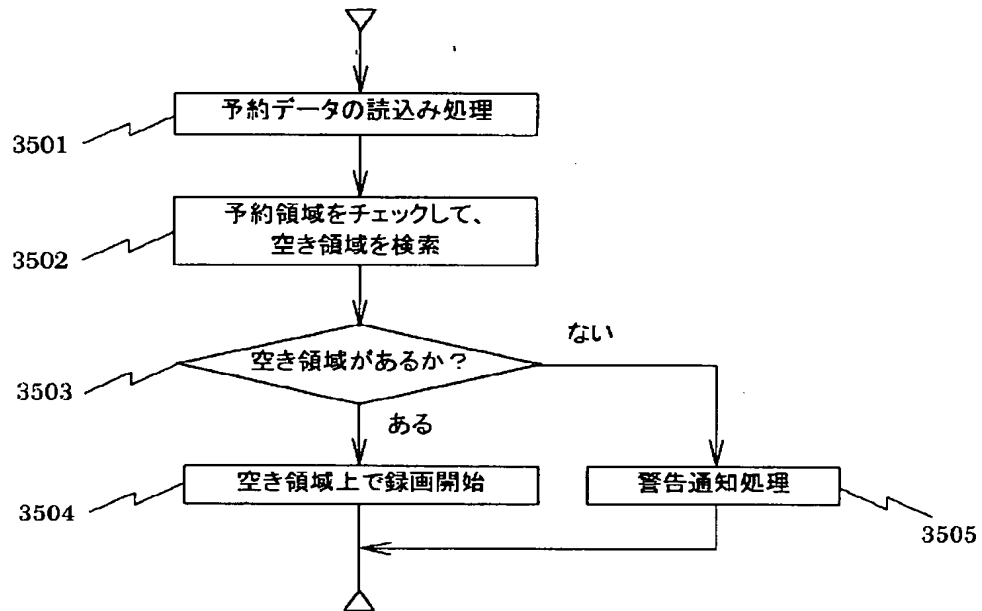 予約データの読込み処理
3501
予約領域をチェックして、
空き領域を検索
3502
空き領域があるか？
ない
3503
ある
空き領域上で録画開始
警告通知処理
3504
3505